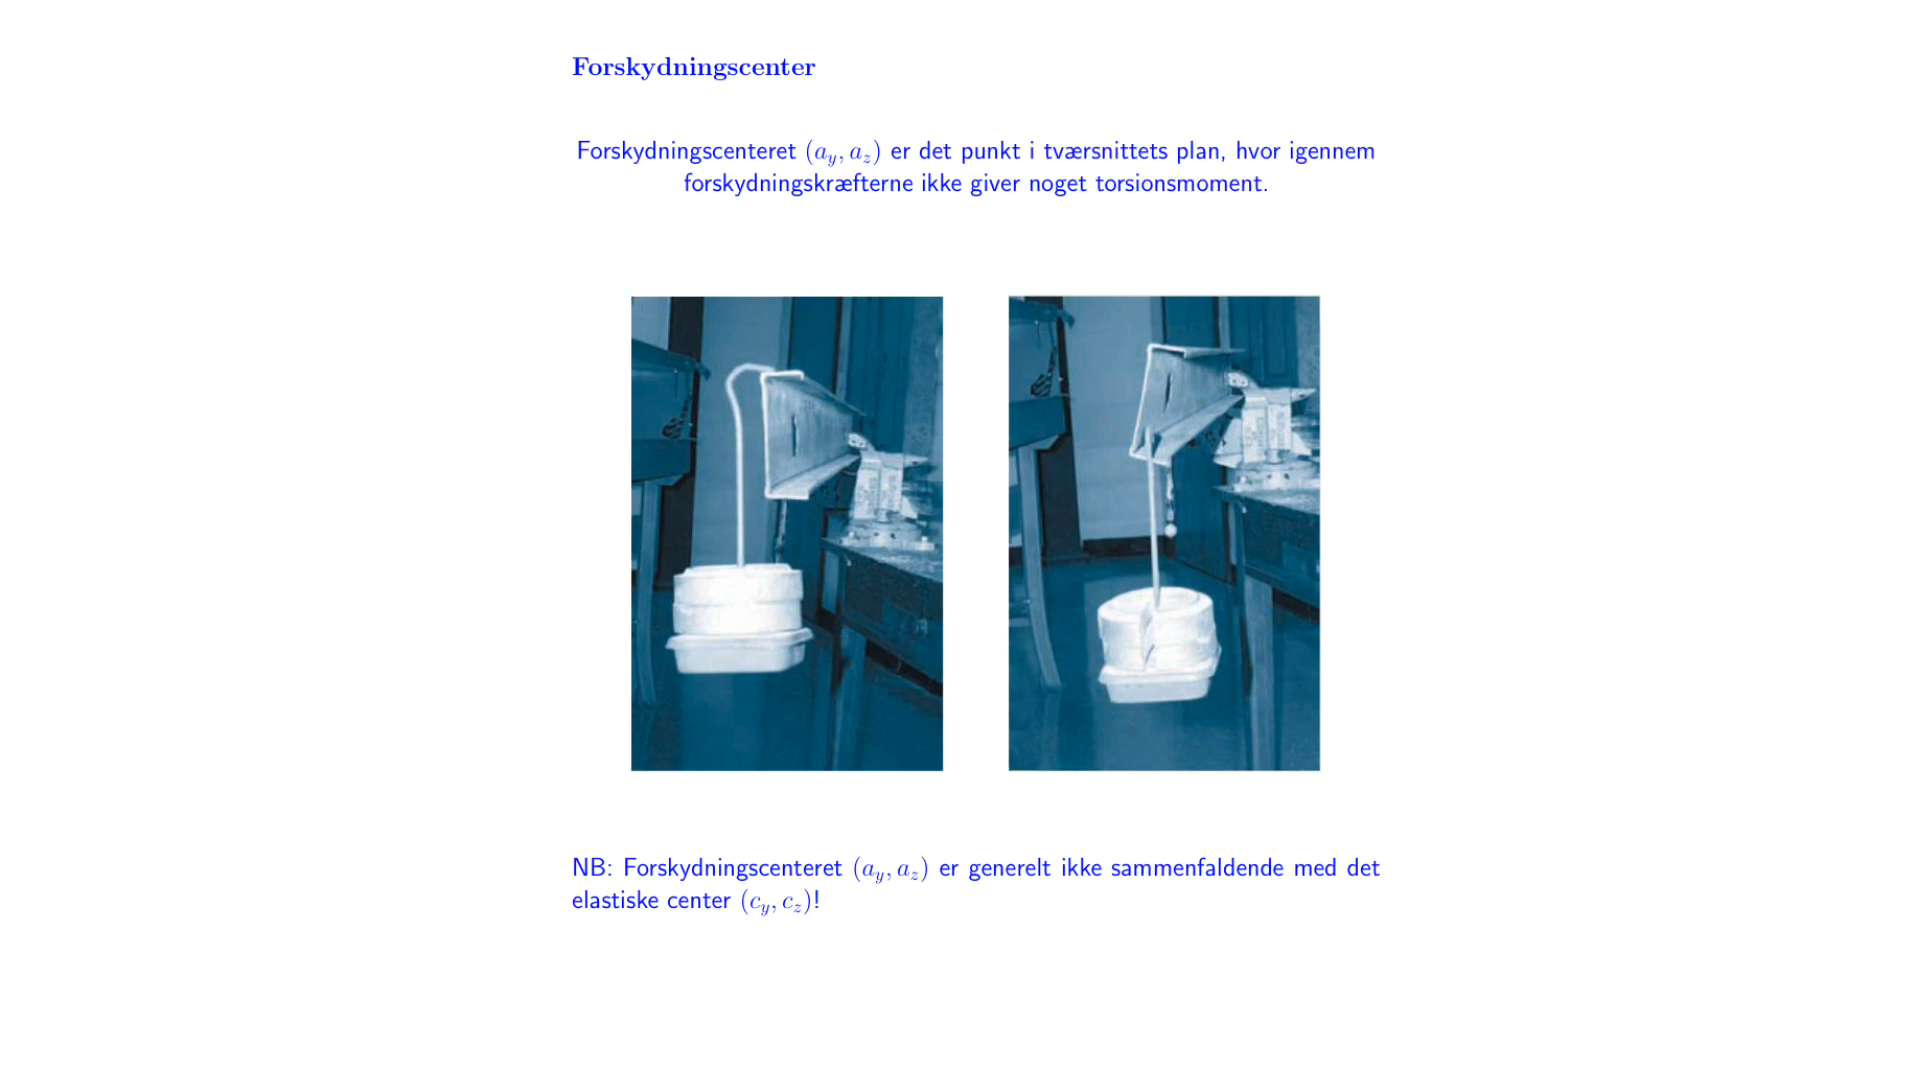 Forskydningscenter
Forskydningscenteret (a_y, a_z) er det punkt i tværsnittets plan, hvor igennem
forskydningskræfterne ikke giver noget torsionsmoment.
NB: Forskydningscenteret (a_y, a_z) er generelt ikke sammenfaldende med det
elastiske center (c_y, c_z)!